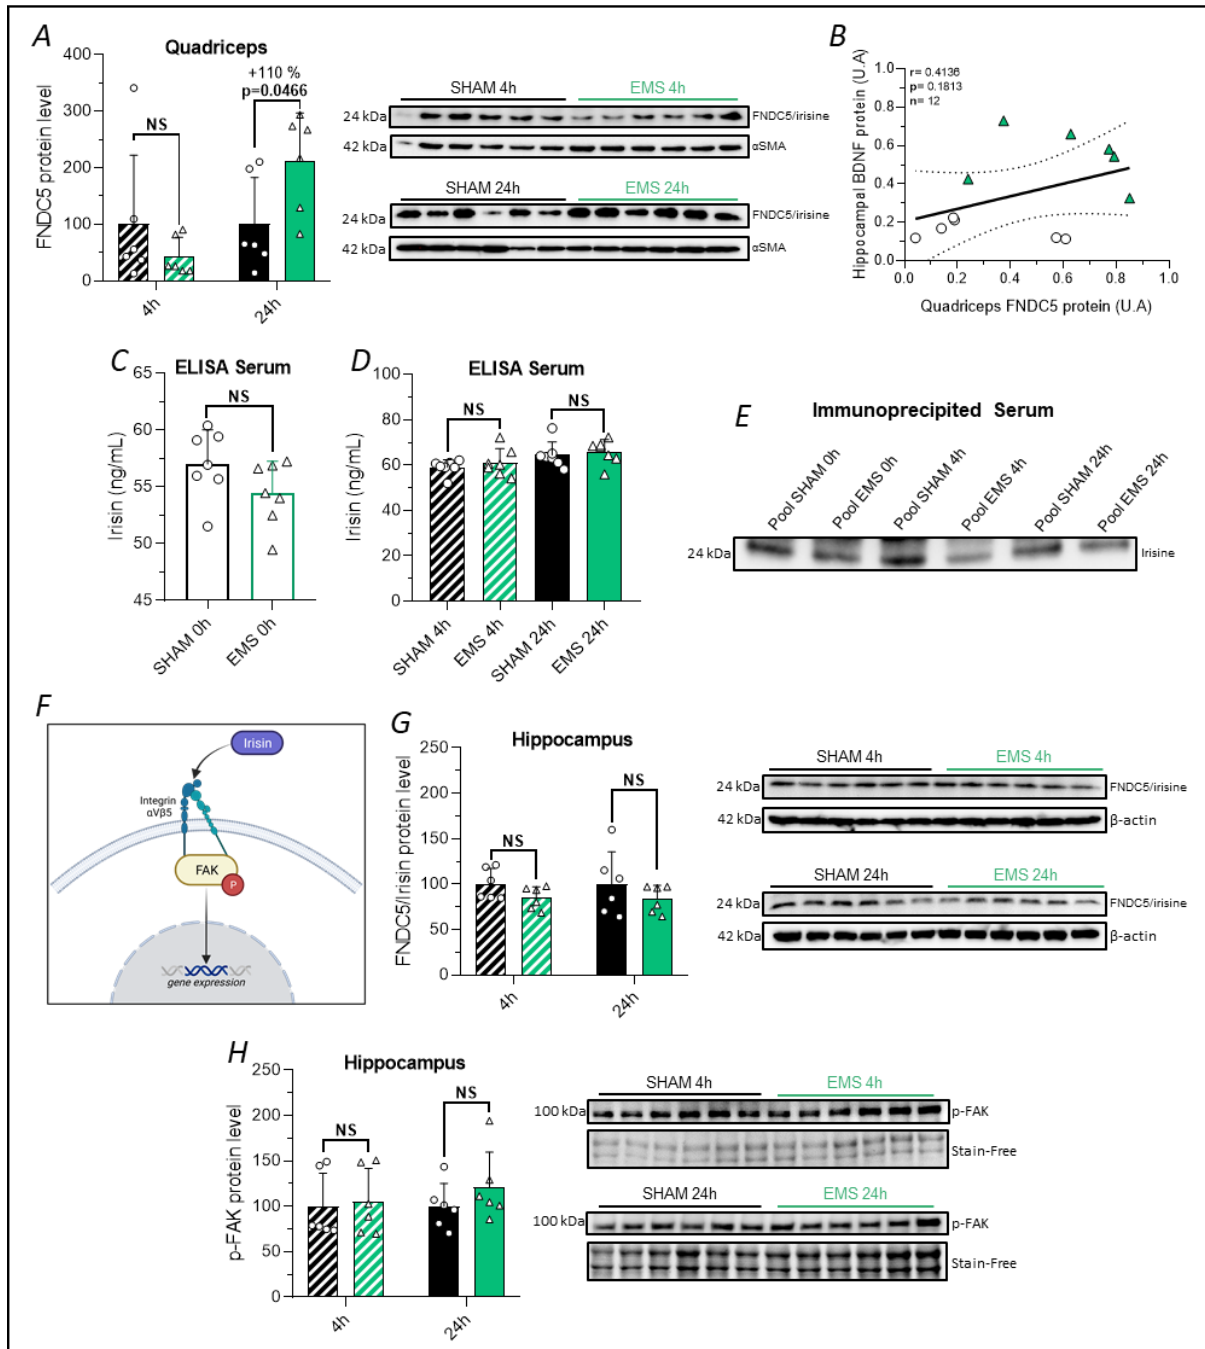 A
Quadriceps
FNDC5 protein level
400
300
200
100
0
NS
+110 %
p=0.0466
4h
24h
SHAM 4h
EMS 4h
24 kDa
FNDC5/irisine
42 kDa
αSMA
SHAM 24h
EMS 24h
24 kDa
FNDC5/irisine
42 kDa
αSMA
B
r= 0.4136
p= 0.1813
n= 12
Hippocampal BDNF protein (U.A)
1.0
0.8
0.6
0.4
0.2
0.0
0.0
0.2
0.4
0.6
0.8
1.0
Quadriceps FNDC5 protein (U.A)
C
ELISA Serum
Irisin (ng/mL)
65
60
55
50
45
NS
SHAM 0h
EMS 0h
D
ELISA Serum
Irisin (ng/mL)
100
80
60
40
20
0
NS
NS
SHAM 4h
EMS 4h
SHAM 24h
EMS 24h
E
Immunoprecipited Serum
Pool SHAM 0h
Pool EMS 0h
Pool SHAM 4h
Pool EMS 4h
Pool SHAM 24h
Pool EMS 24h
24 kDa
Irisine
F
Irisin
Integrin
αVβ5
FAK
P
gene expression
G
Hippocampus
FNDC5/Irisin protein level
250
200
150
100
50
0
NS
NS
4h
24h
SHAM 4h
EMS 4h
24 kDa
FNDC5/irisine
42 kDa
β-actin
SHAM 24h
EMS 24h
24 kDa
FNDC5/irisine
42 kDa
β-actin
H
Hippocampus
p-FAK protein level
250
200
150
100
50
0
NS
NS
4h
24h
SHAM 4h
EMS 4h
100 kDa
p-FAK
Stain-Free
SHAM 24h
EMS 24h
100 kDa
p-FAK
Stain-Free